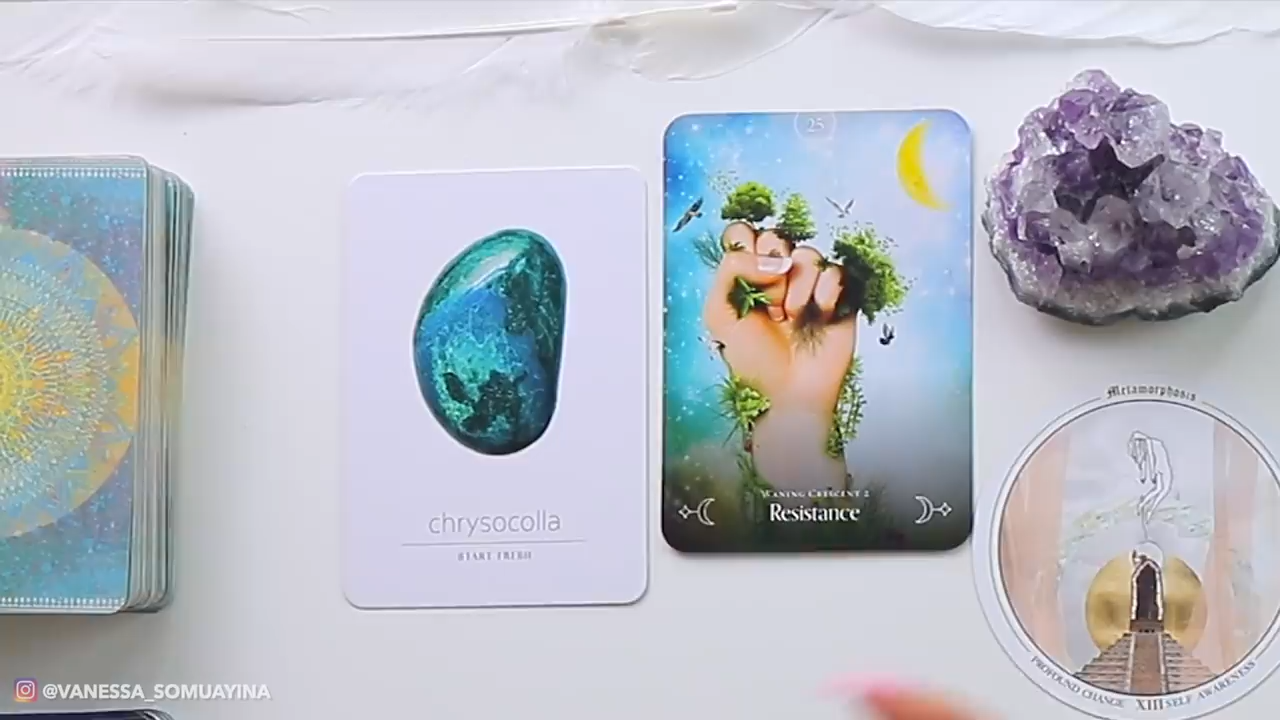 chrysocolla
START FRESH
25
WANING CRESCENT 2
Resistance
Metamorphosis
PROFOUND CHANGE XIII SELF AWARENESS
@VANESSA_SOMUAYINA